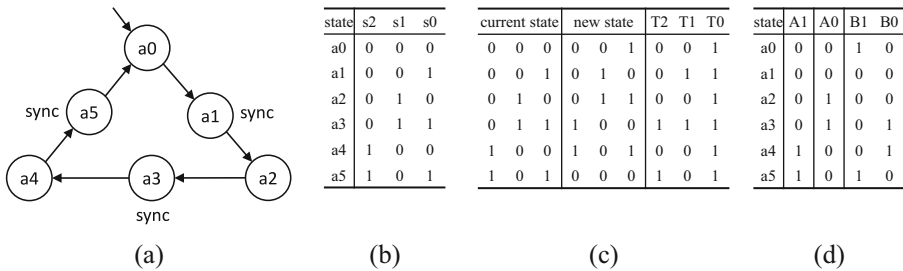 a0
a1
a2
a3
a4
a5
sync
sync
sync
(a)
state s2 s1 s0
a0 0 0 0
a1 0 0 1
a2 0 1 0
a3 0 1 1
a4 1 0 0
a5 1 0 1
(b)
current state new state T2 T1 T0
0 0 0 0 0 1 0 0 1
0 0 1 0 1 0 0 1 1
0 1 0 0 1 1 0 0 1
0 1 1 1 0 0 1 1 1
1 0 0 1 0 1 0 0 1
1 0 1 0 0 0 1 0 1
(c)
state A1 A0 B1 B0
a0 0 0 1 0
a1 0 0 0 0
a2 0 1 0 0
a3 0 1 0 1
a4 1 0 0 1
a5 1 0 1 0
(d)